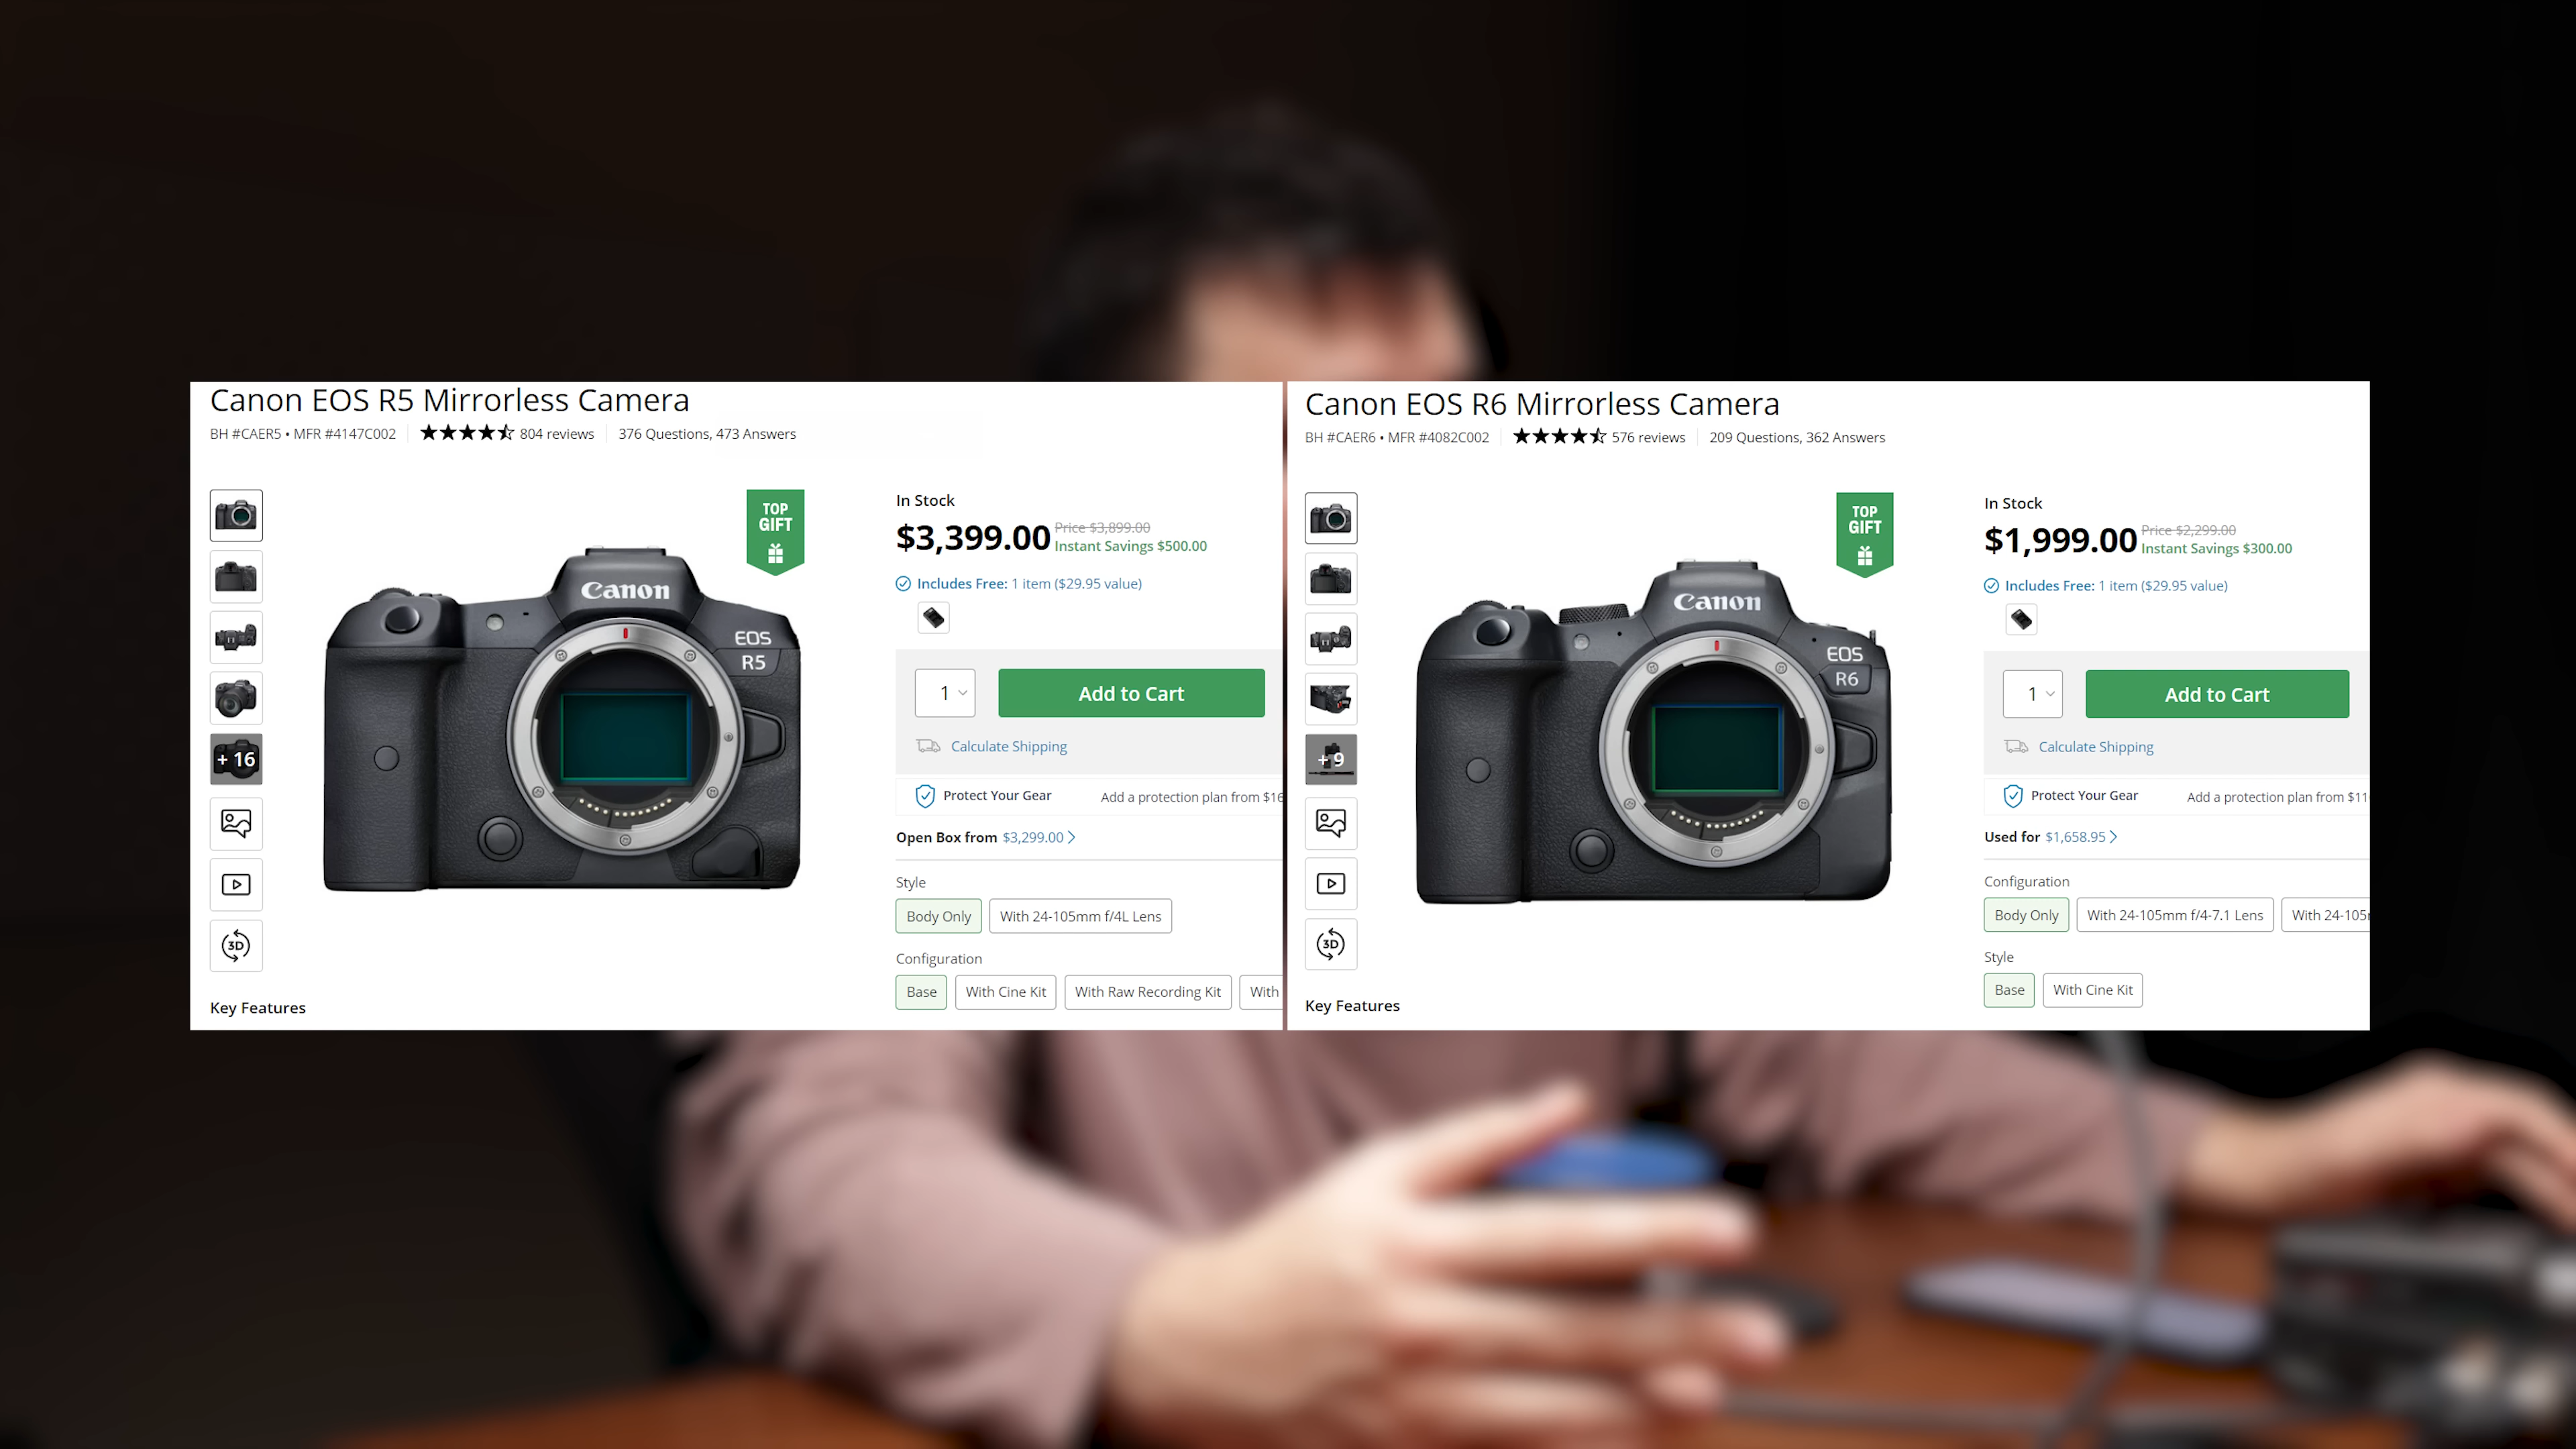 Canon EOS R5 Mirrorless Camera
BH #CAER5 • MFR #4147C002
804 reviews
376 Questions, 473 Answers
TOP
GIFT
Canon
EOS
R5
+ 16
3D
Key Features
In Stock
$3,399.00 Price $3,899.00
Instant Savings $500.00
Includes Free: 1 item ($29.95 value)
1
Add to Cart
Calculate Shipping
Protect Your Gear
Add a protection plan from $16
Open Box from $3,299.00
Style
Body Only
With 24-105mm f/4L Lens
Configuration
Base
With Cine Kit
With Raw Recording Kit
With
Canon EOS R6 Mirrorless Camera
BH #CAER6 • MFR #4082C002
576 reviews
209 Questions, 362 Answers
TOP
GIFT
Canon
EOS
R6
+ 9
3D
Key Features
In Stock
$1,999.00 Price $2,299.00
Instant Savings $300.00
Includes Free: 1 item ($29.95 value)
1
Add to Cart
Calculate Shipping
Protect Your Gear
Add a protection plan from $11
Used for $1,658.95
Configuration
Body Only
With 24-105mm f/4-7.1 Lens
With 24-105
Style
Base
With Cine Kit